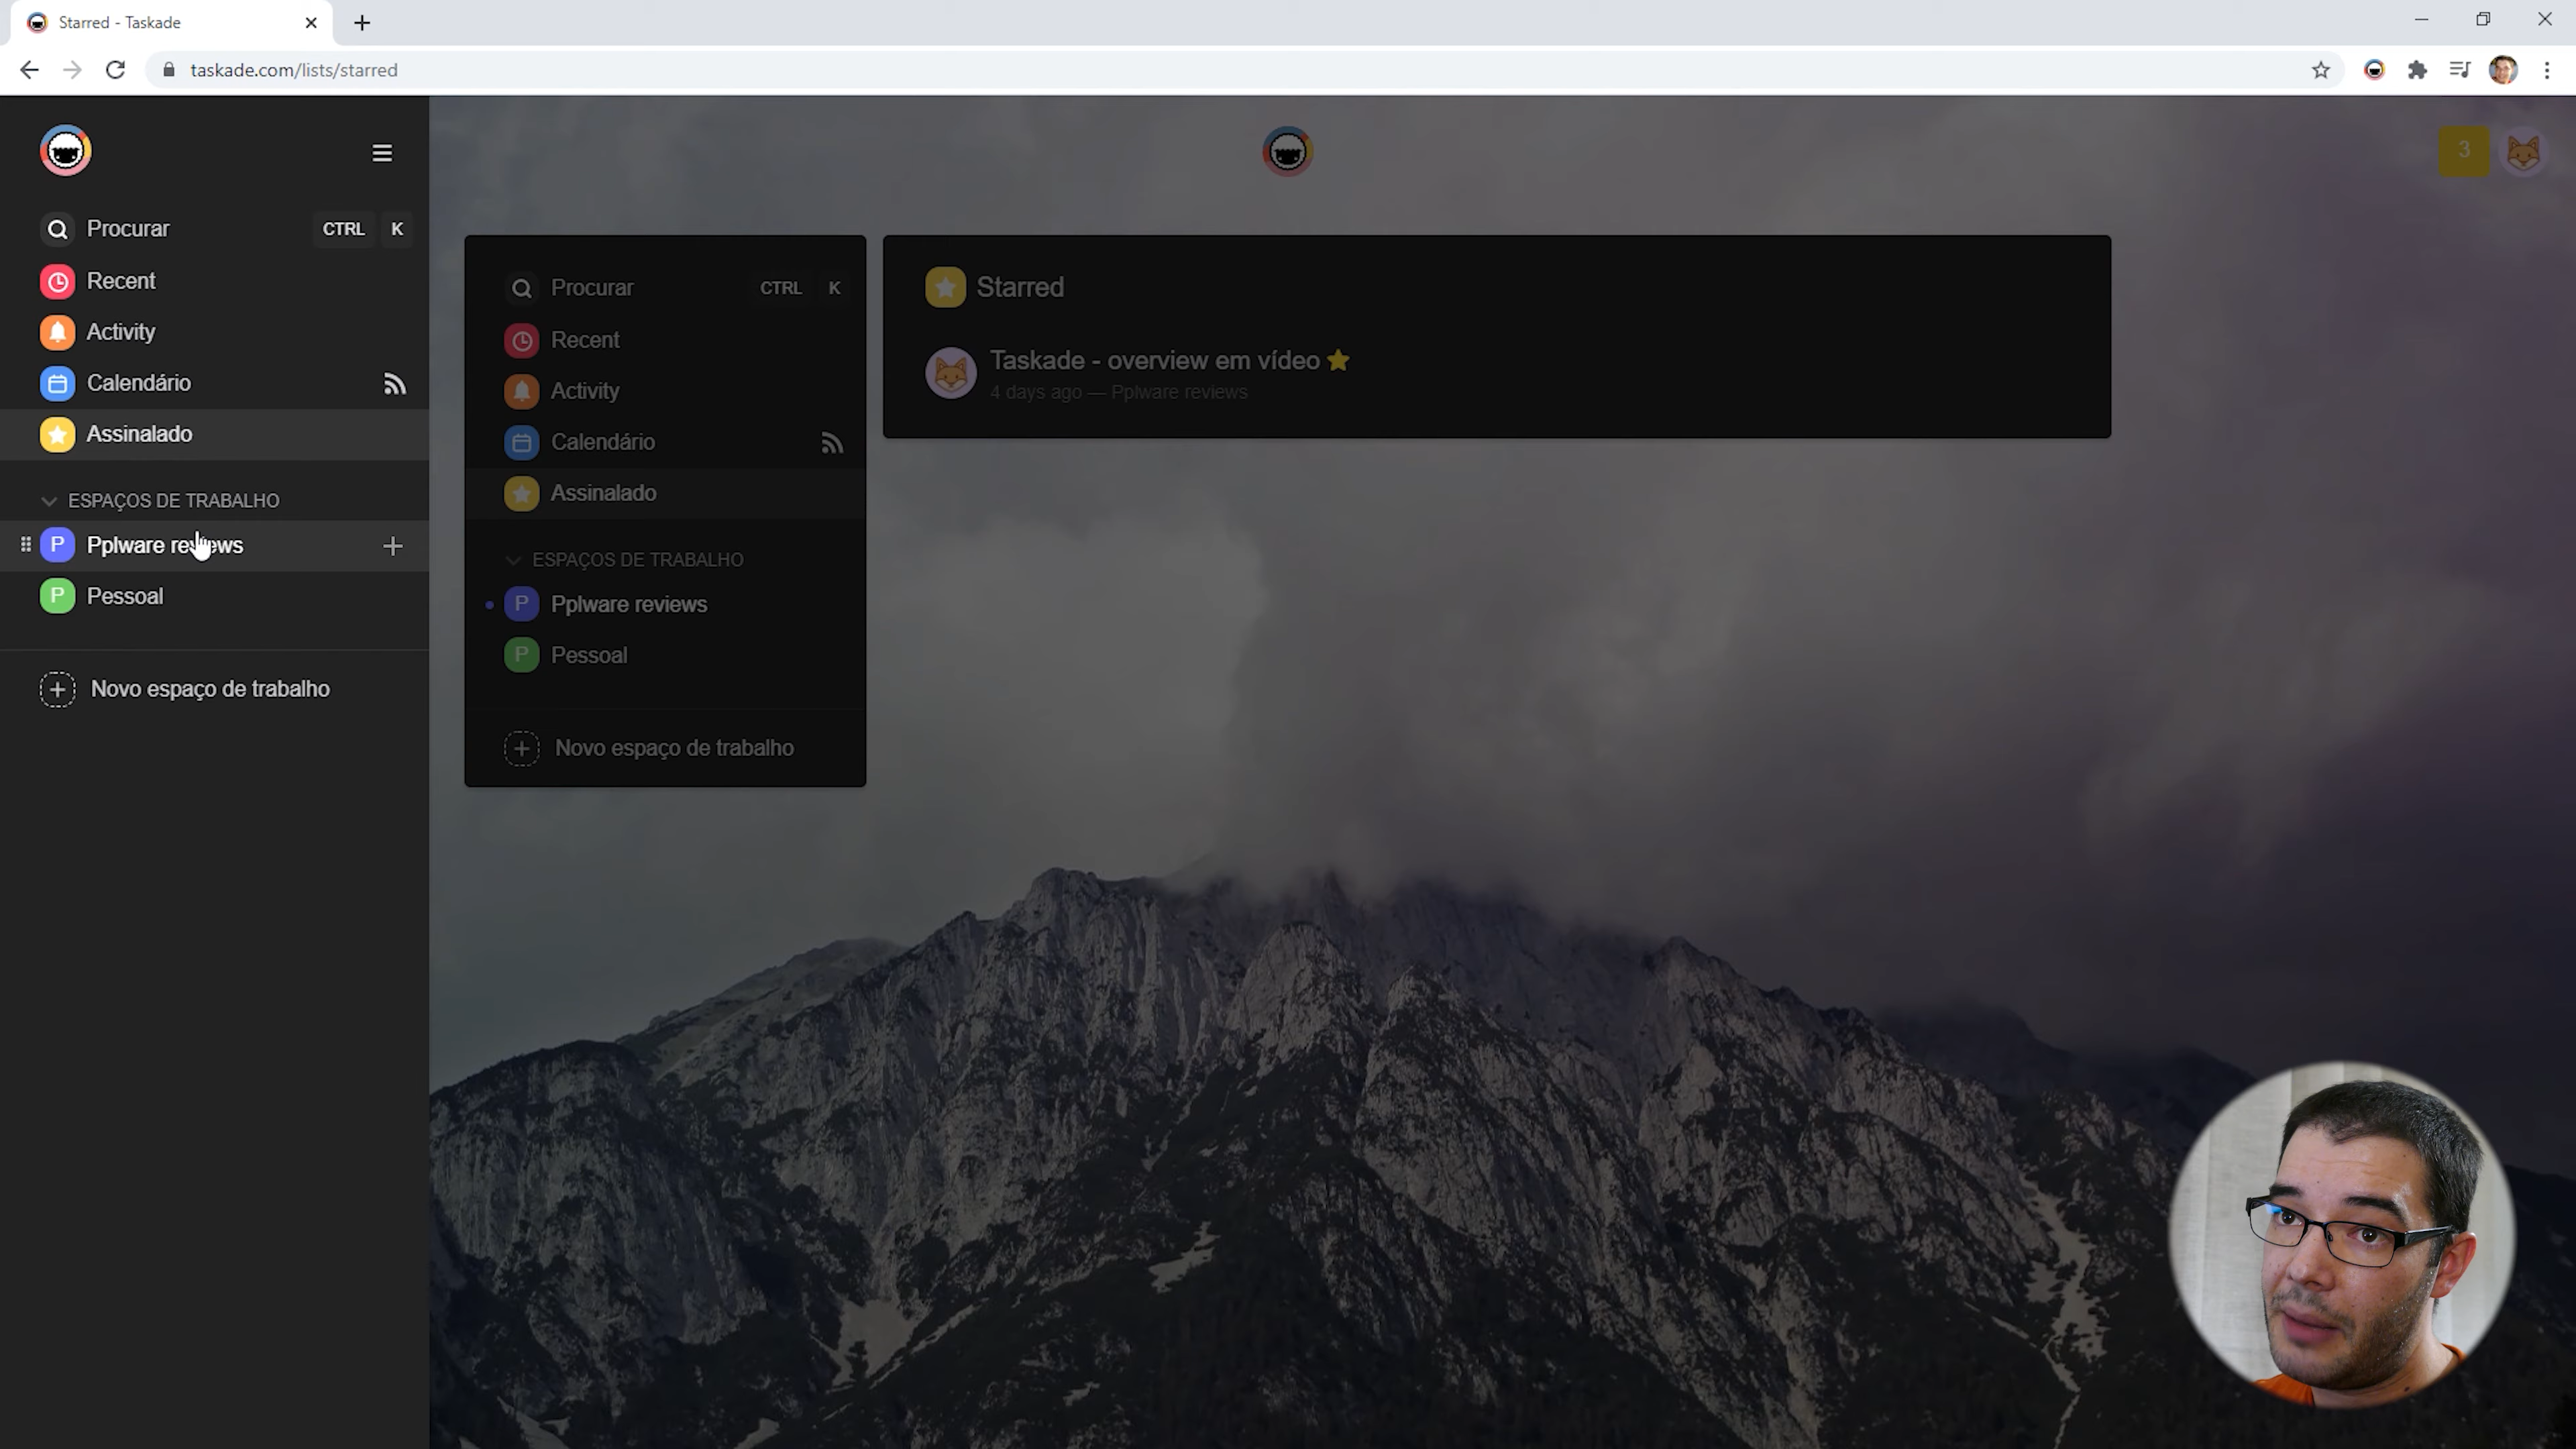 Starred - Taskade
taskade.com/lists/starred
3
Procurar CTRL K
Recent
Activity
Calendário
Assinalado
ESPAÇOS DE TRABALHO
P Pplware reviews
P Pessoal
Novo espaço de trabalho
Procurar CTRL K
Recent
Activity
Calendário
Assinalado
ESPAÇOS DE TRABALHO
P Pplware reviews
P Pessoal
Novo espaço de trabalho
Starred
Taskade - overview em vídeo
4 days ago — Pplware reviews